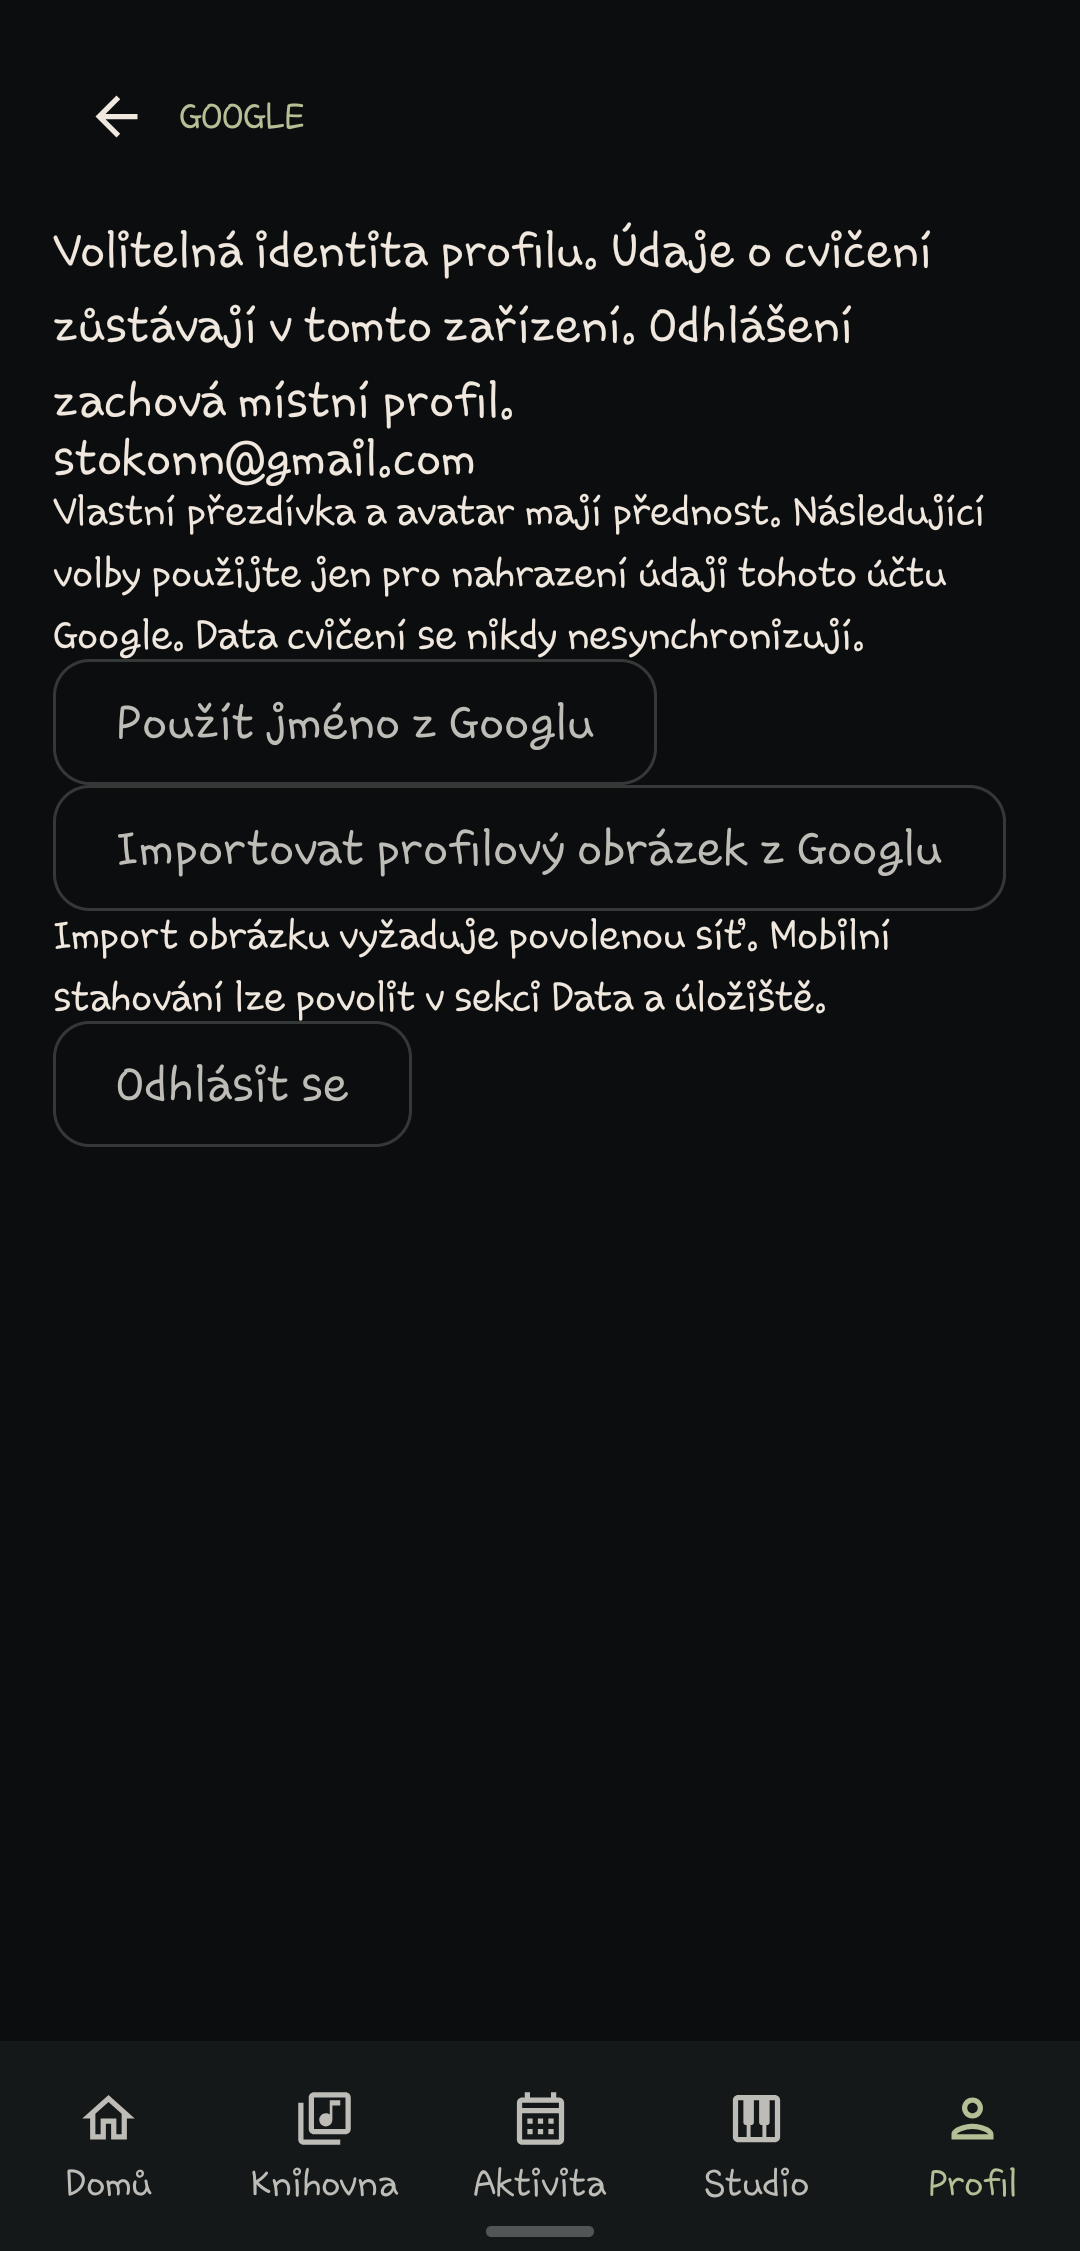 GOOGLE
Volitelná identita profilu. Údaje o cvičení
zůstávají v tomto zařízení. Odhlášení
zachová místní profil.
stokonn@gmail.com
Vlastní přezdívka a avatar mají přednost. Následující
volby použijte jen pro nahrazení údaji tohoto účtu
Google. Data cvičení se nikdy nesynchronizují.
Použít jméno z Googlu
Importovat profilový obrázek z Googlu
Import obrázku vyžaduje povolenou síť. Mobilní
stahování lze povolit v sekci Data a úložiště.
Odhlásit se
Domů
Knihovna
Aktivita
Studio
Profil